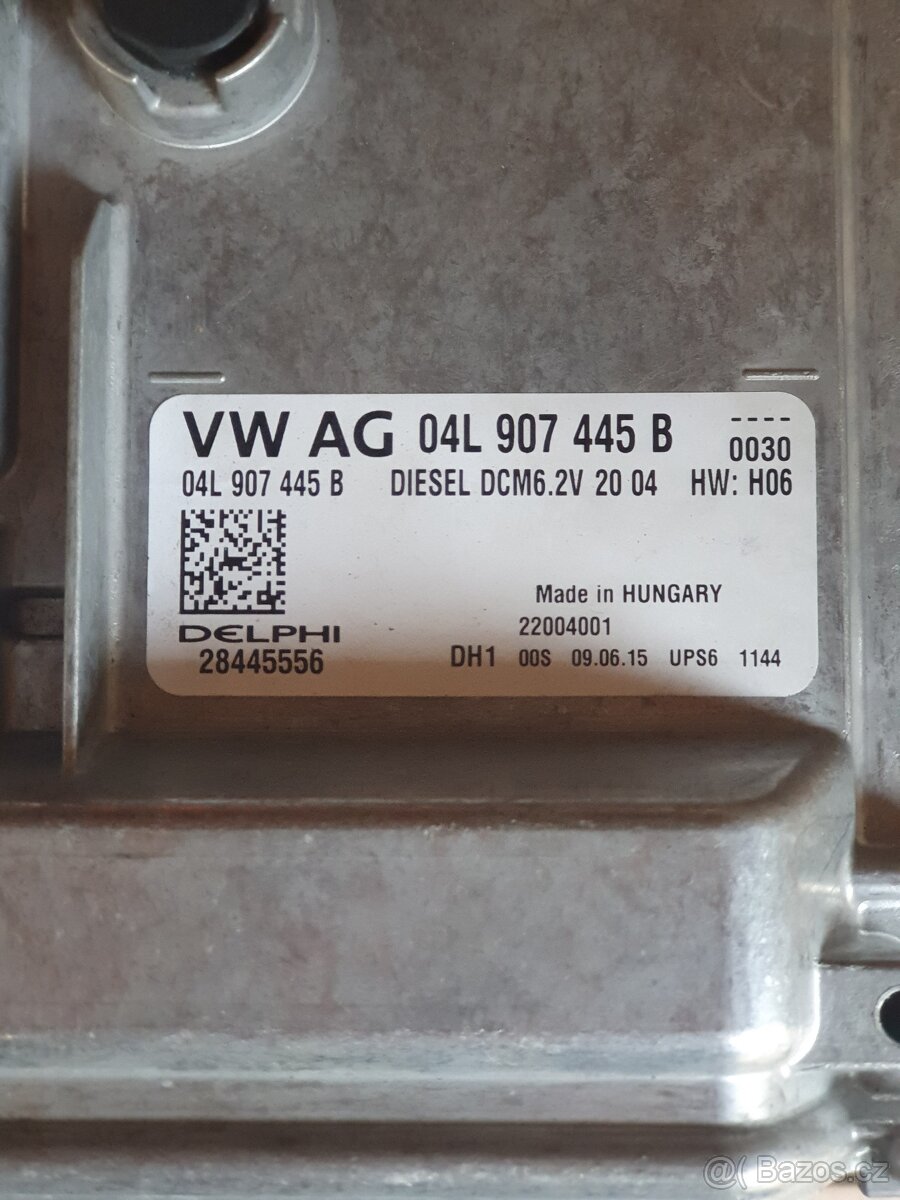 VW AG 04L 907 445 B
----
0030
04L 907 445 B DIESEL DCM6.2V 20 04 HW: H06
Made in HUNGARY
DELPHI 22004001
28445556 DH1 00S 09.06.15 UPS6 1144
@( Bazos.cz